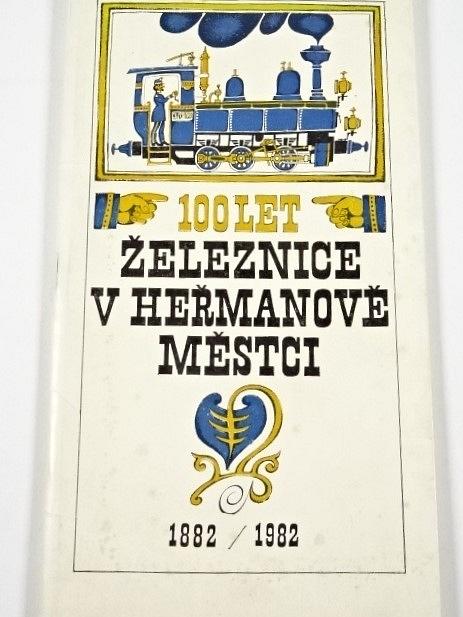 100 LET
ŽELEZNICE
V HEŘMANOVĚ
MĚSTCI
1882 / 1982